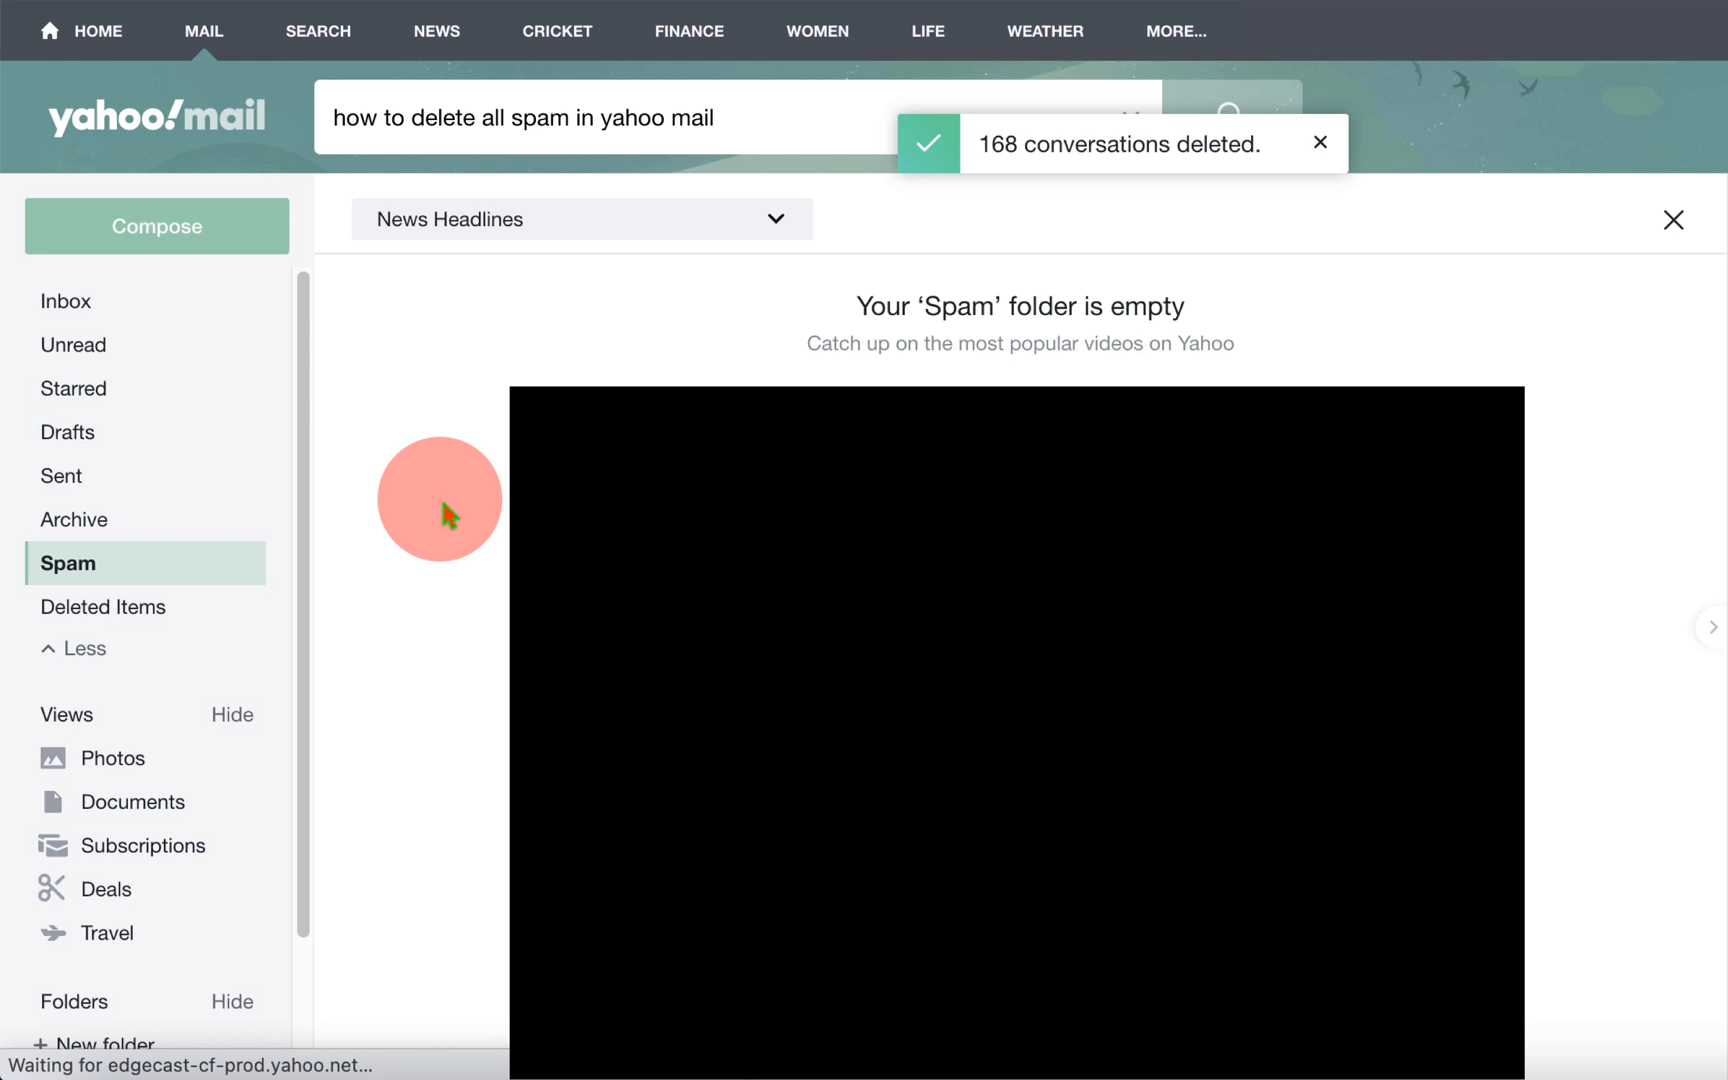 HOME MAIL SEARCH NEWS CRICKET FINANCE WOMEN LIFE WEATHER MORE...
yahoo!mail
how to delete all spam in yahoo mail
168 conversations deleted.
Compose
News Headlines
Your ‘Spam’ folder is empty
Catch up on the most popular videos on Yahoo
Inbox
Unread
Starred
Drafts
Sent
Archive
Spam
Deleted Items
Less
Views Hide
Photos
Documents
Subscriptions
Deals
Travel
Folders Hide
+ New folder
Waiting for edgecast-cf-prod.yahoo.net...